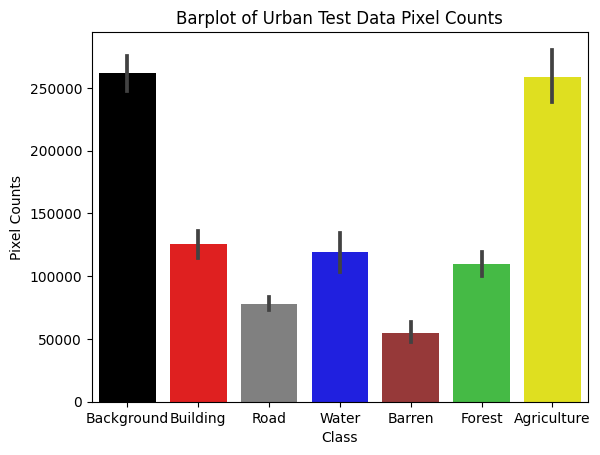 Barplot of Urban Test Data Pixel Counts
Pixel Counts
250000
200000
150000
100000
50000
0
Background Building Road Water Barren Forest Agriculture
Class